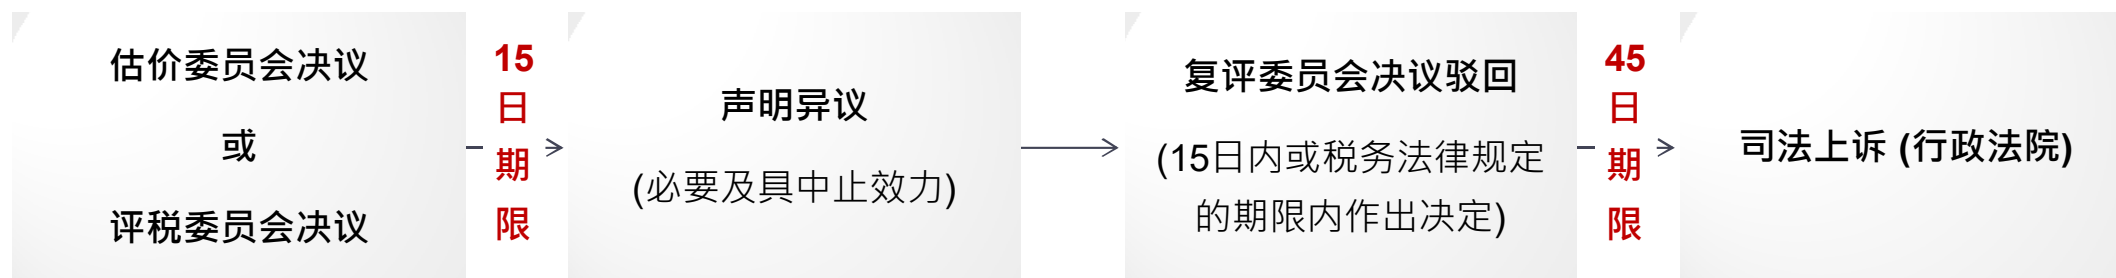 估价委员会决议
或
评税委员会决议
15
日
期
限
声明异议
(必要及具中止效力)
复评委员会决议驳回
(15日内或税务法律规定
的期限内作出决定)
45
日
期
限
司法上诉 (行政法院)